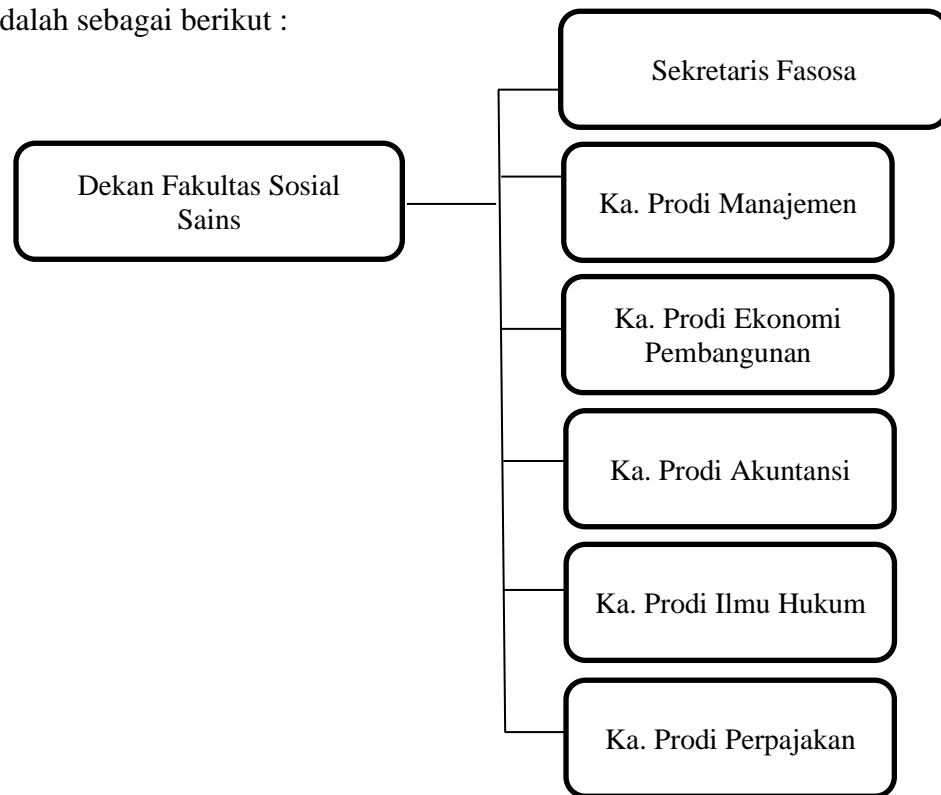 dalah sebagai berikut :
Sekretaris Fasosa
Dekan Fakultas Sosial
Sains
Ka. Prodi Manajemen
Ka. Prodi Ekonomi
Pembangunan
Ka. Prodi Akuntansi
Ka. Prodi Ilmu Hukum
Ka. Prodi Perpajakan